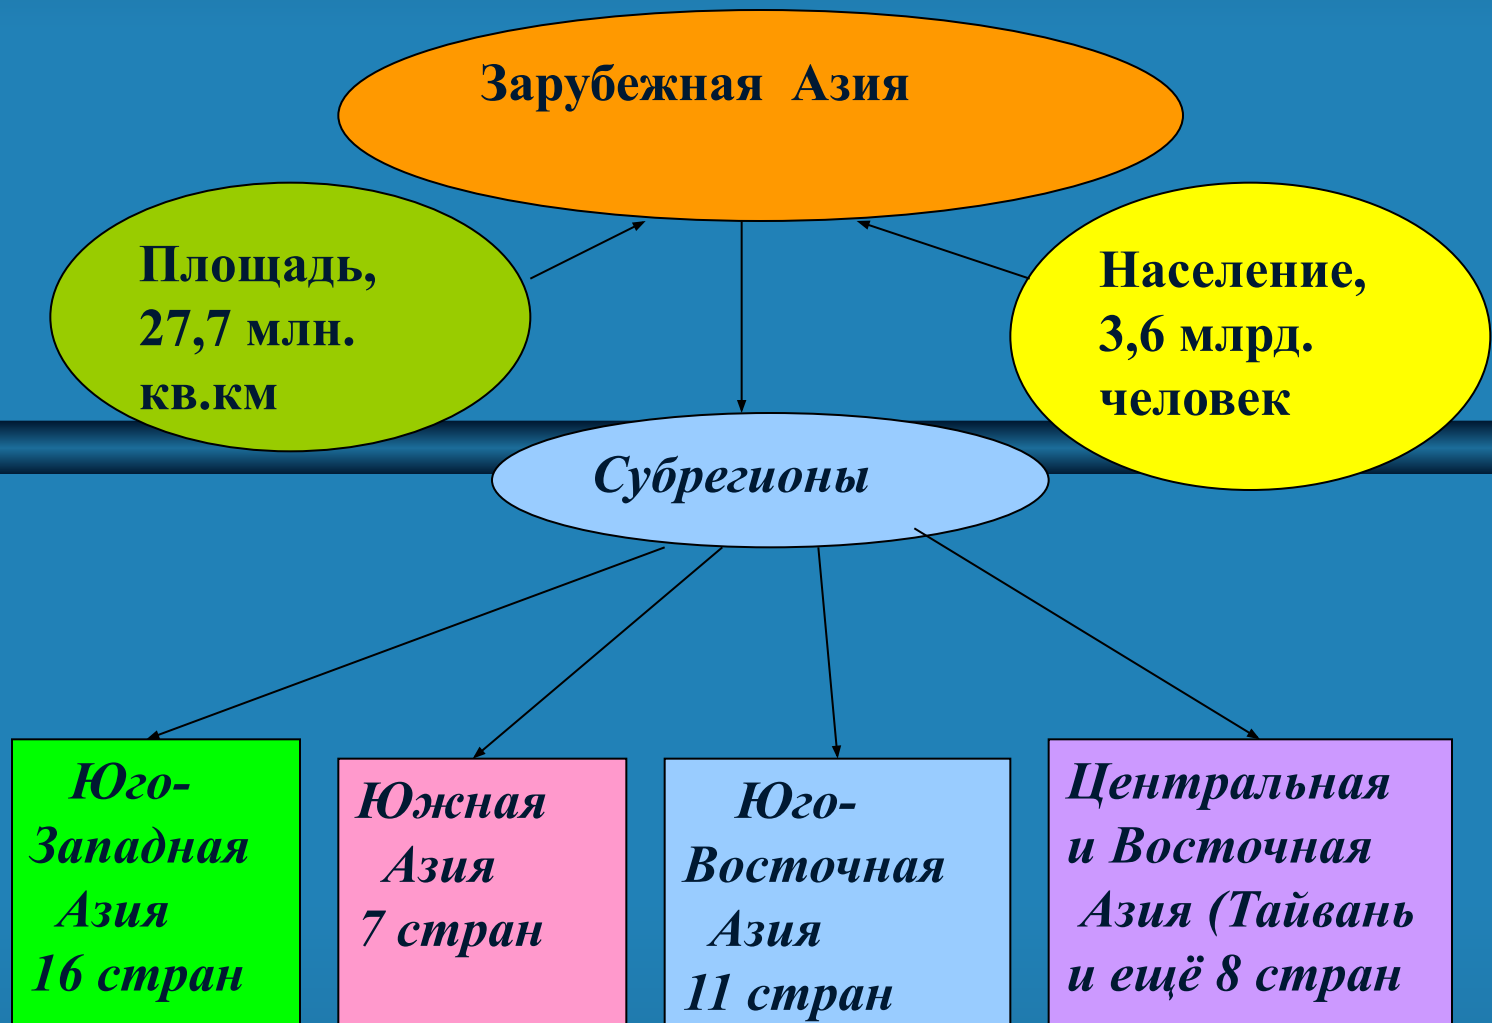 Зарубежная Азия
Площадь,
27,7 млн.
кв.км
Население,
3,6 млрд.
человек
Субрегионы
Юго-
Западная
Азия
16 стран
Южная
Азия
7 стран
Юго-
Восточная
Азия
11 стран
Центральная
и Восточная
Азия (Тайвань
и ещё 8 стран